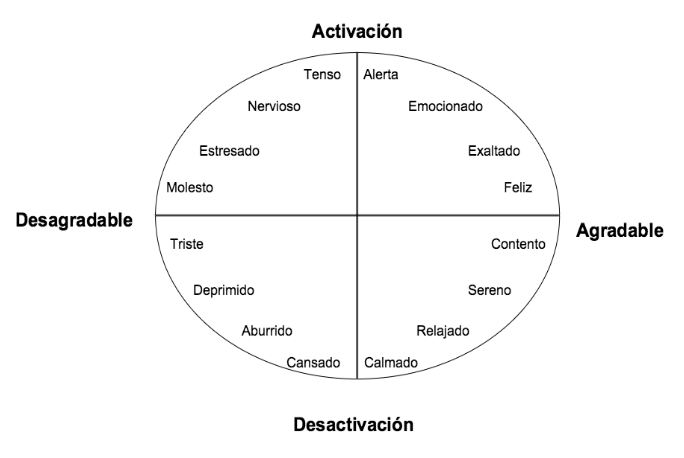 Activación
Tenso Alerta
Nervioso Emocionado
Estresado Exaltado
Molesto Feliz
Desagradable Agradable
Triste Contento
Deprimido Sereno
Aburrido Relajado
Cansado Calmado
Desactivación